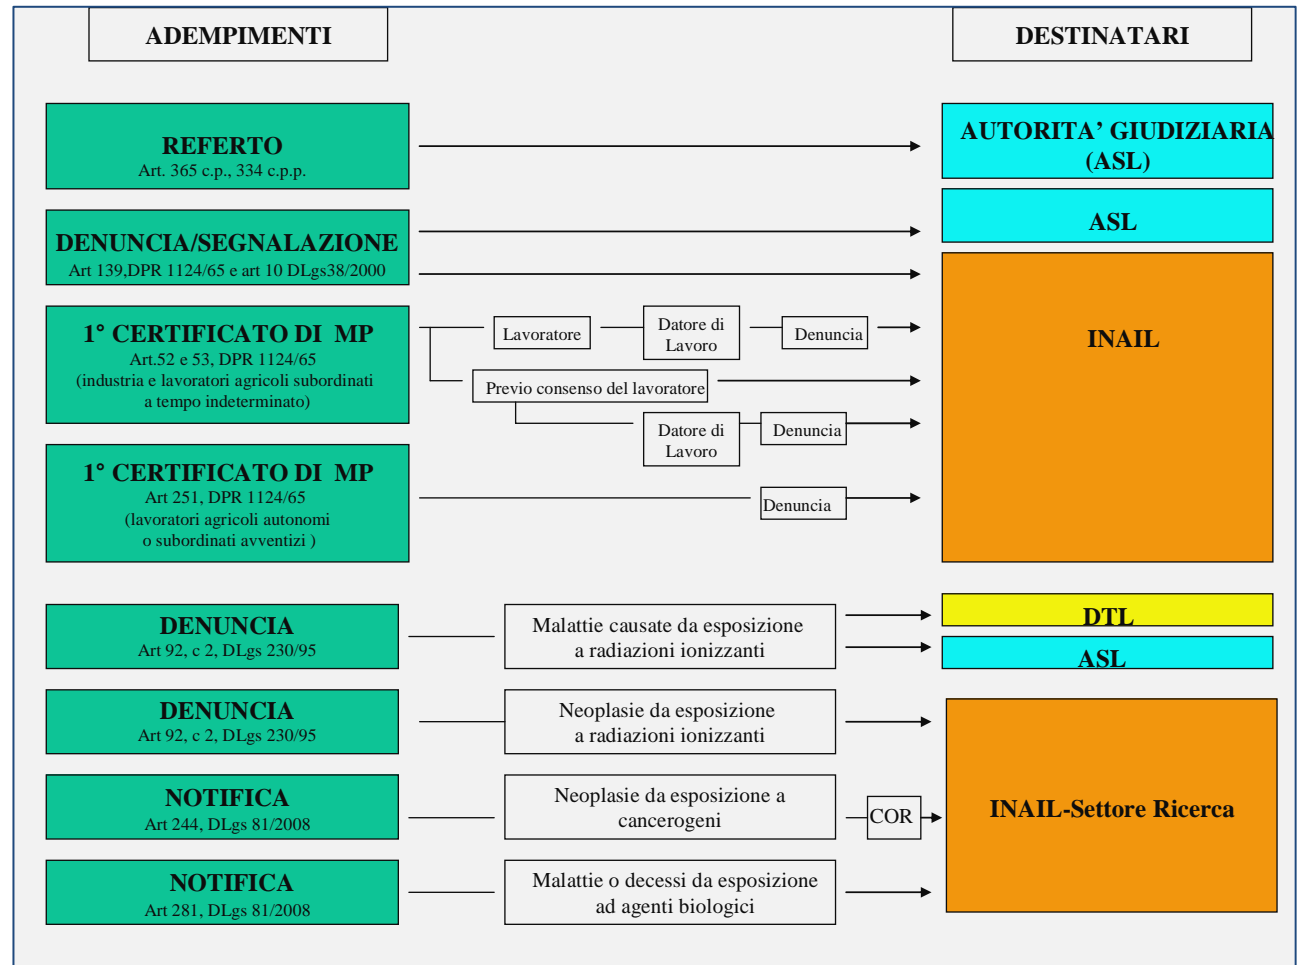 ADEMPIMENTI
DESTINATARI
REFERTO
Art. 365 c.p., 334 c.p.p.
AUTORITA’ GIUDIZIARIA
(ASL)
DENUNCIA/SEGNALAZIONE
Art 139,DPR 1124/65 e art 10 DLgs38/2000
ASL
INAIL
1° CERTIFICATO DI MP
Art.52 e 53, DPR 1124/65
(industria e lavoratori agricoli subordinati
a tempo indeterminato)
Lavoratore
Datore di
Lavoro
Denuncia
Previo consenso del lavoratore
Datore di
Lavoro
Denuncia
1° CERTIFICATO DI MP
Art 251, DPR 1124/65
(lavoratori agricoli autonomi
o subordinati avventizi )
Denuncia
DENUNCIA
Art 92, c 2, DLgs 230/95
Malattie causate da esposizione
a radiazioni ionizzanti
DTL
ASL
DENUNCIA
Art 92, c 2, DLgs 230/95
Neoplasie da esposizione
a radiazioni ionizzanti
INAIL-Settore Ricerca
NOTIFICA
Art 244, DLgs 81/2008
Neoplasie da esposizione a
cancerogeni
COR
NOTIFICA
Art 281, DLgs 81/2008
Malattie o decessi da esposizione
ad agenti biologici